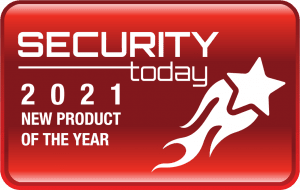 SECURITY
today
2021
NEW PRODUCT
OF THE YEAR